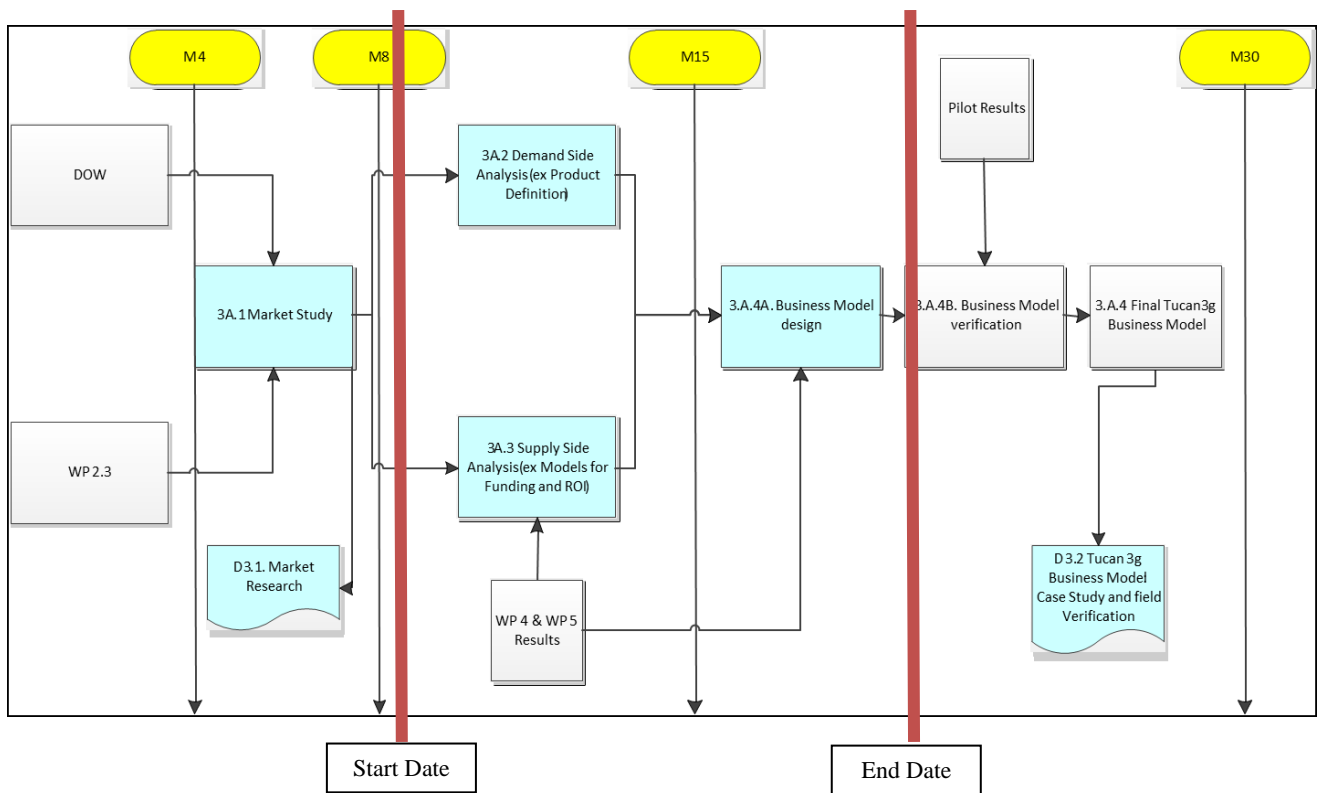 M4
M8
M15
M30
Pilot Results
DOW
3A.2 Demand Side
Analysis(ex Product
Definition)
3A.1 Market Study
3.A.4A. Business Model
design
3.A.4B. Business Model
verification
3.A.4 Final Tucan3g
Business Model
WP 2.3
3A.3 Supply Side
Analysis(ex Models for
Funding and ROI)
D3.1. Market
Research
WP 4 & WP 5
Results
D3.2 Tucan 3g
Business Model
Case Study and field
Verification
Start Date
End Date